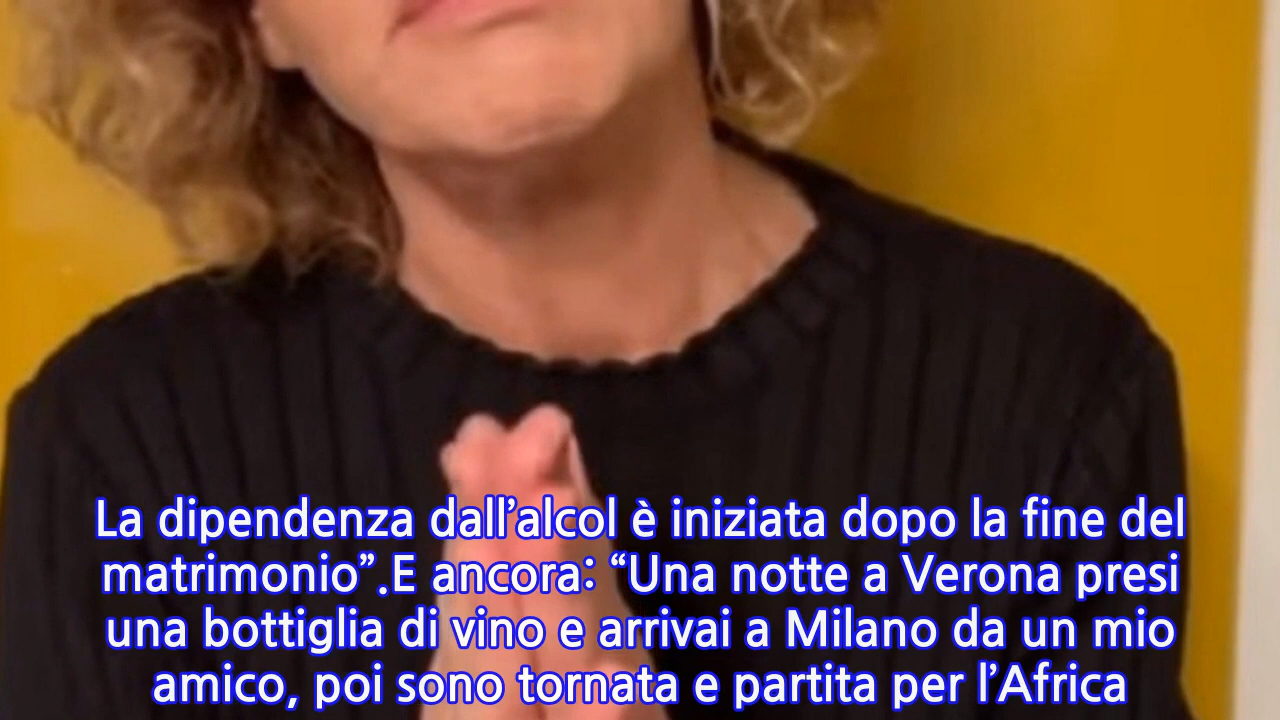 La dipendenza dall’alcol è iniziata dopo la fine del
matrimonio”.E ancora: “Una notte a Verona presi
una bottiglia di vino e arrivai a Milano da un mio
amico, poi sono tornata e partita per l’Africa